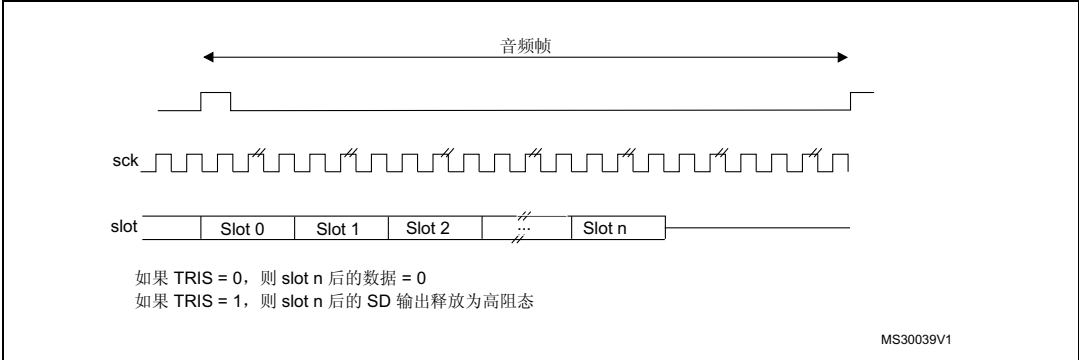 音频帧
sck
slot Slot 0 Slot 1 Slot 2 ... Slot n
如果 TRIS = 0，则 slot n 后的数据 = 0
如果 TRIS = 1，则 slot n 后的 SD 输出释放为高阻态
MS30039V1